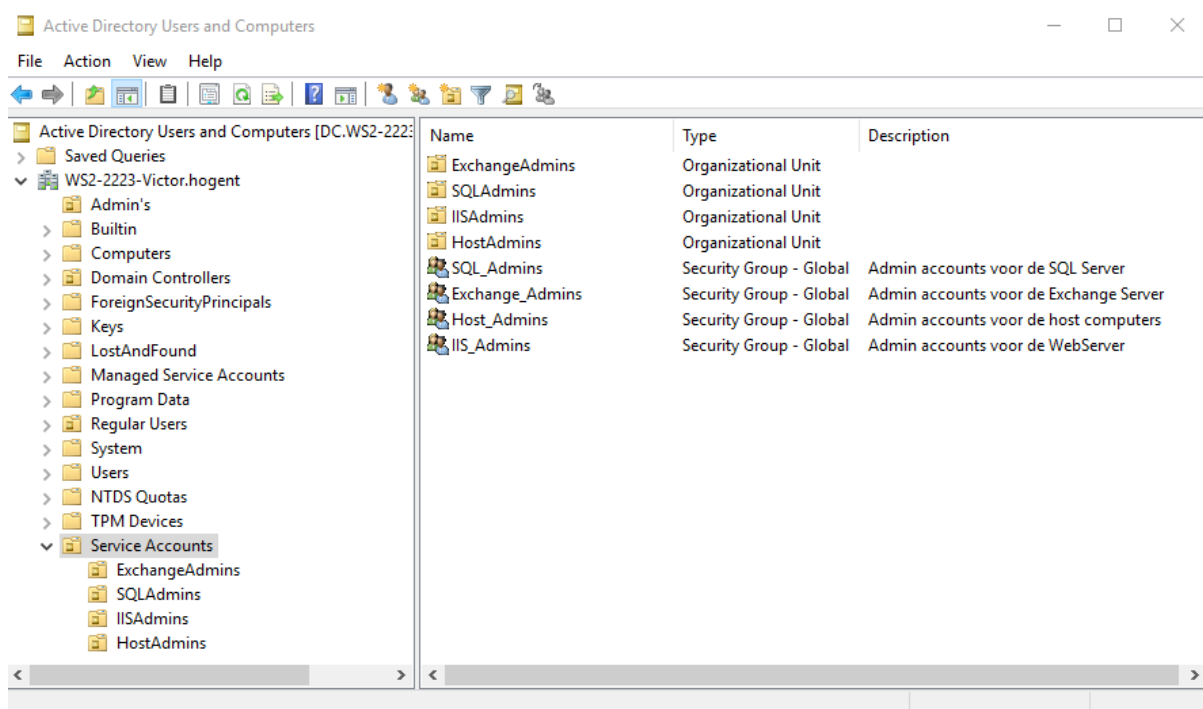 Active Directory Users and Computers
File Action View Help
Active Directory Users and Computers [DC.WS2-2223
Saved Queries
WS2-2223-Victor.hogent
Admin's
Builtin
Computers
Domain Controllers
ForeignSecurityPrincipals
Keys
LostAndFound
Managed Service Accounts
Program Data
Regular Users
System
Users
NTDS Quotas
TPM Devices
Service Accounts
ExchangeAdmins
SQLAdmins
IISAdmins
HostAdmins
Name Type Description
ExchangeAdmins Organizational Unit
SQLAdmins Organizational Unit
IISAdmins Organizational Unit
HostAdmins Organizational Unit
SQL_Admins Security Group - Global Admin accounts voor de SQL Server
Exchange_Admins Security Group - Global Admin accounts voor de Exchange Server
Host_Admins Security Group - Global Admin accounts voor de host computers
IIS_Admins Security Group - Global Admin accounts voor de WebServer